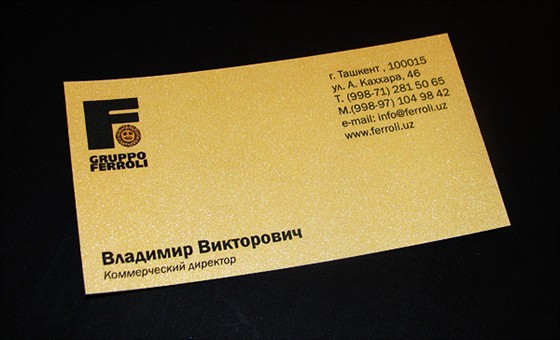 г. Ташкент , 100015
ул. А. Каххара, 46
Т. (998-71) 281 50 65
М.(998-97) 104 98 42
e-mail: info@ferroli.uz
www.ferroli.uz
F
GRUPPO
FERROLI
Владимир Викторович
Коммерческий директор